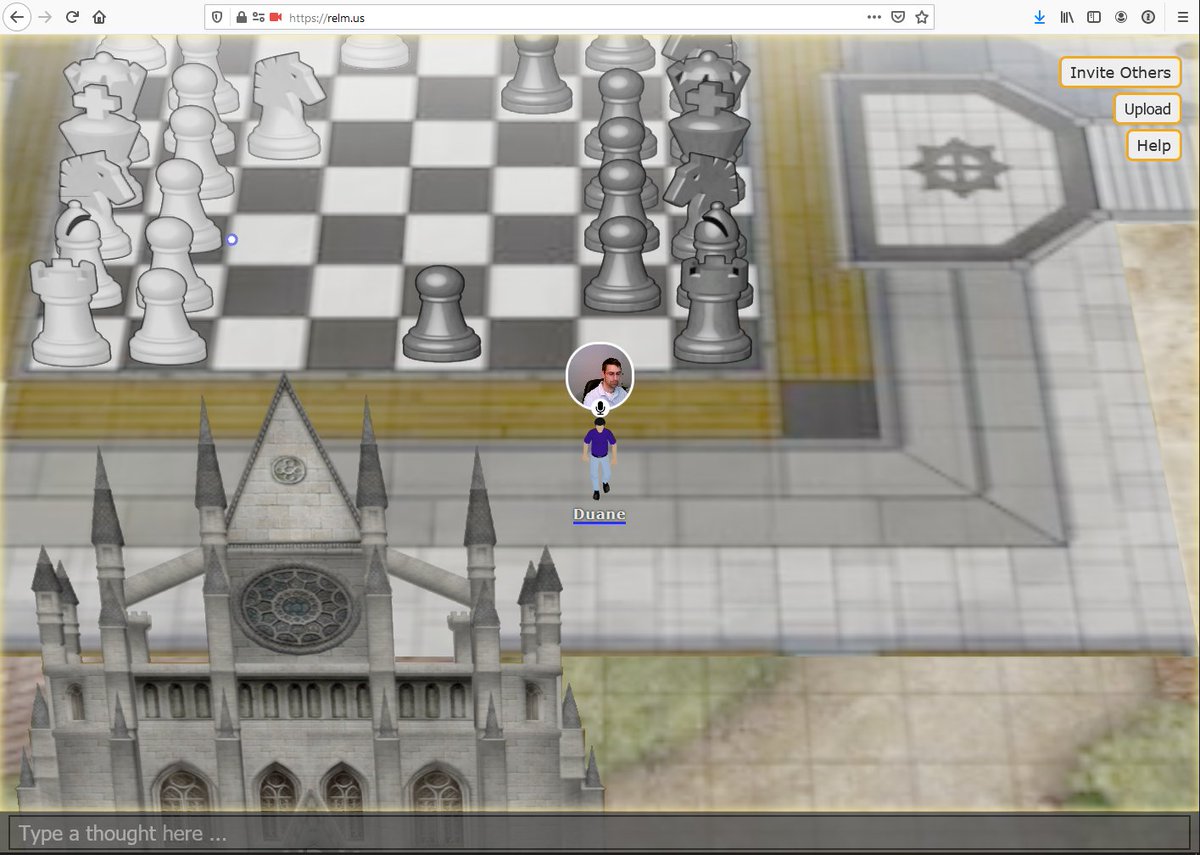 https://relm.us
Invite Others
Upload
Help
Duane
Type a thought here ...